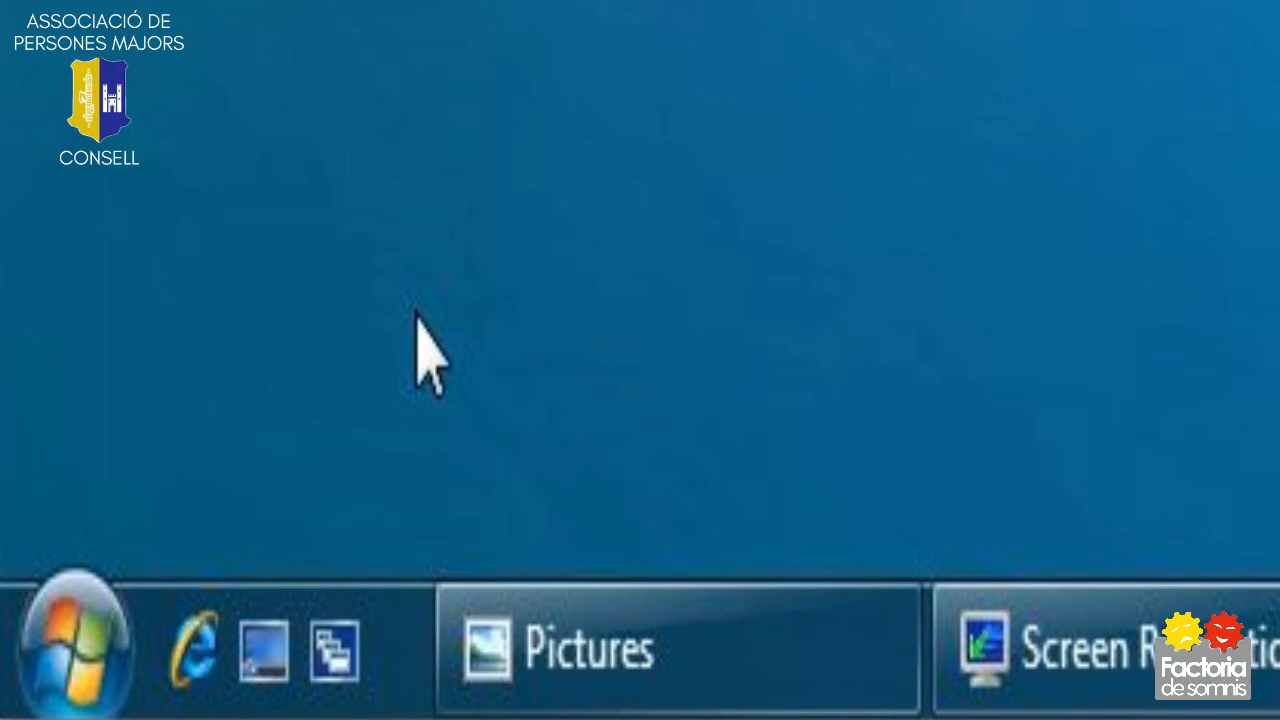 ASSOCIACIÓ DE
PERSONES MAJORS
CONSELL
Pictures
Screen
Factoria
de somnis